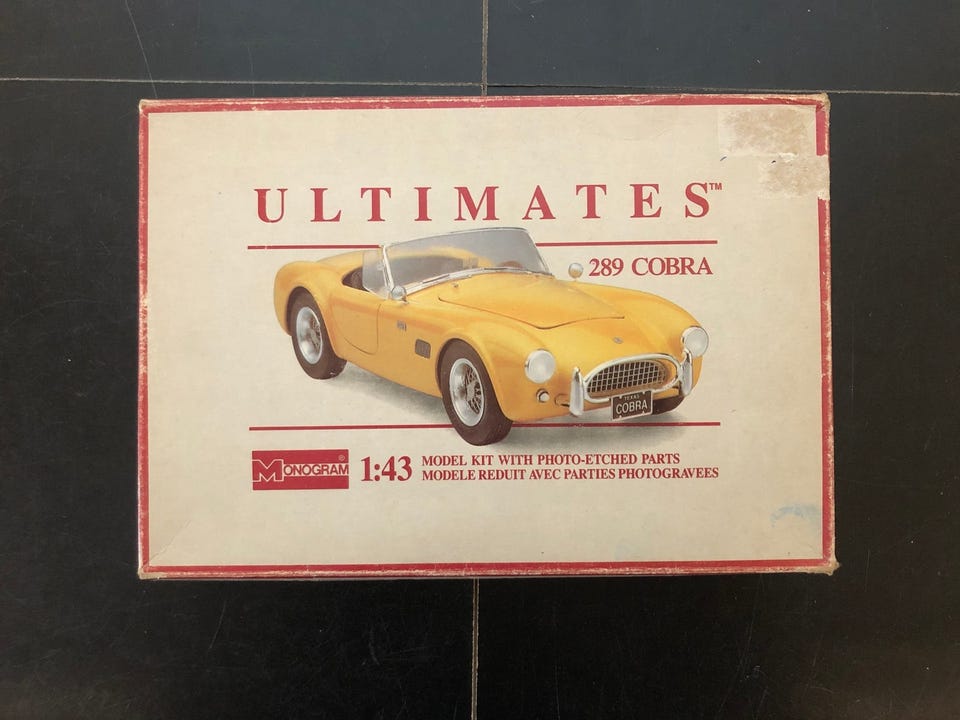 ULTIMATES™
289 COBRA
TEXAS
COBRA
MONOGRAM®
1:43
MODEL KIT WITH PHOTO-ETCHED PARTS
MODELE REDUIT AVEC PARTIES PHOTOGRAVEES